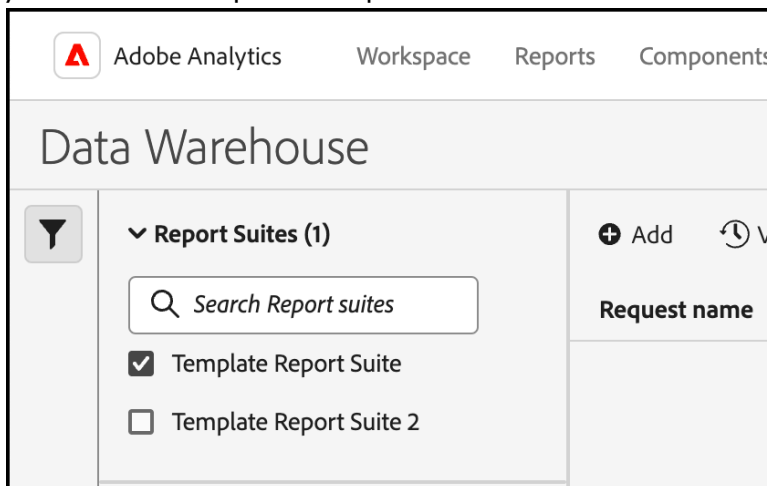 Adobe Analytics Workspace Reports Components
Data Warehouse
Report Suites (1)
Add
Search Report suites
Request name
Template Report Suite
Template Report Suite 2